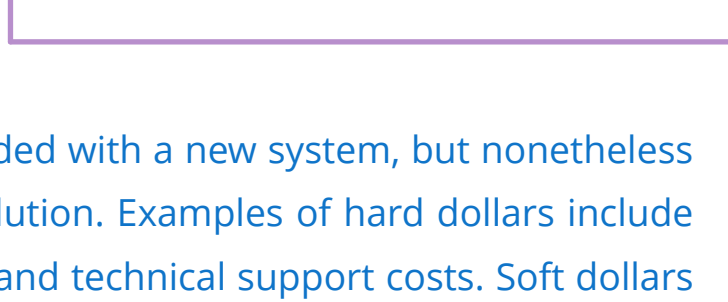 ded with a new system, but nonetheless
lution. Examples of hard dollars include
and technical support costs. Soft dollars